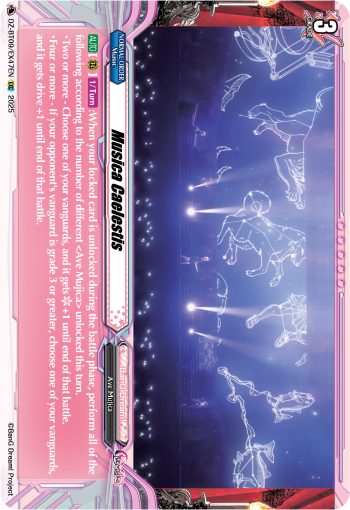 3
Musica Caelestis
NORMAL ORDER
Music
BanG Dream!
Ave Mujica
AUTO 1/Turn :When your locked card is unlocked during the battle phase, perform all of the
following according to the number of different <Ave Mujica> unlocked this turn.
•Two or more - Choose one of your vanguards, and it gets +1 until end of that battle.
•Four or more - If your opponent's vanguard is grade 3 or greater, choose one of your vanguards,
and it gets drive +1 until end of that battle.
DZ-BT09/EX47EN 2025
©BanG Dream! Project